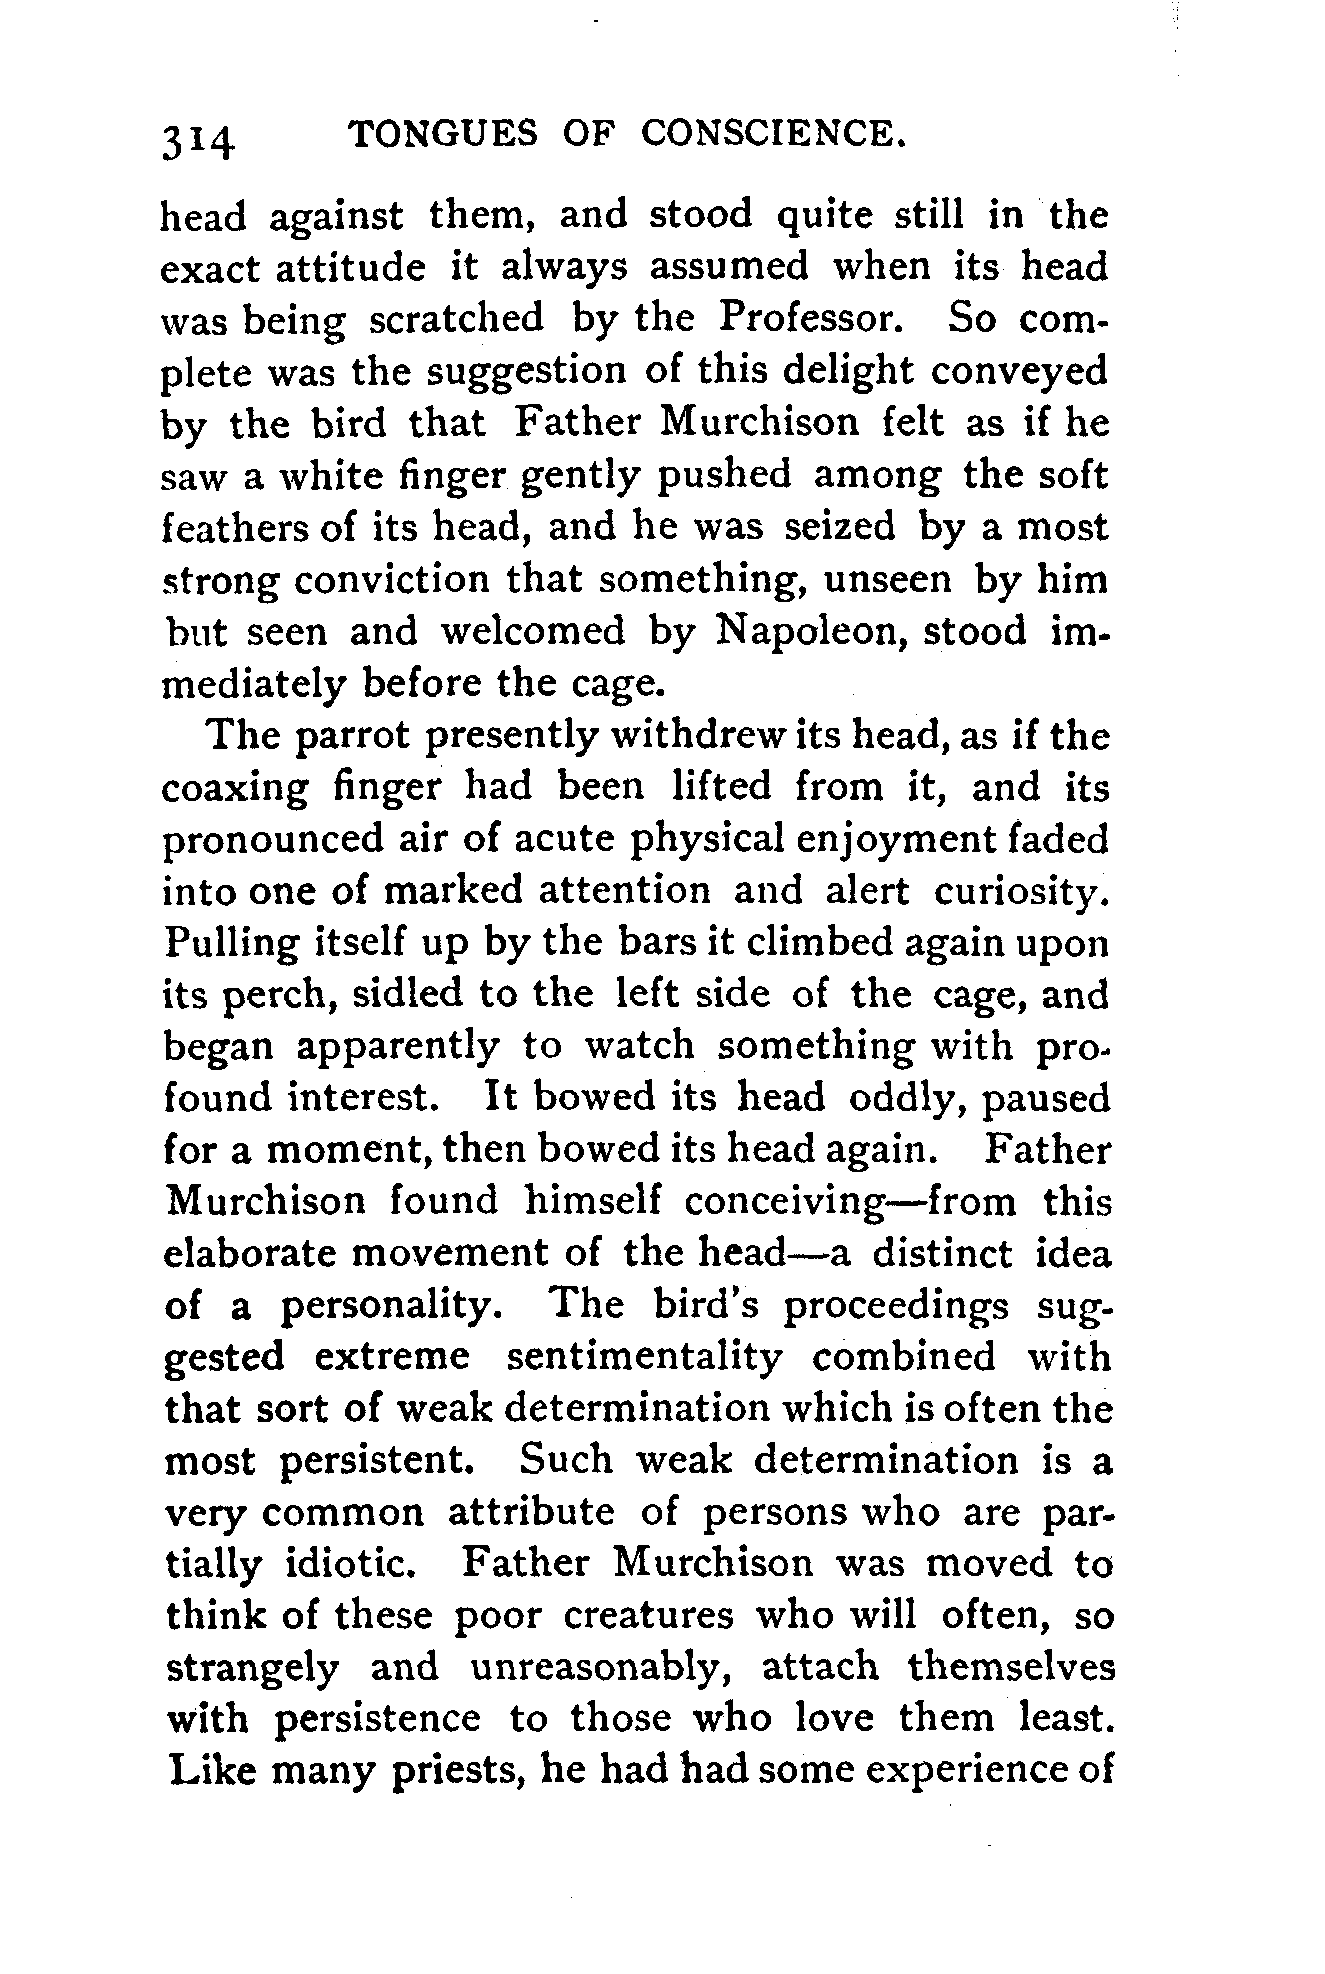 314 TONGUES OF CONSCIENCE.
head against them, and stood quite still in the
exact attitude it always assumed when its head
was being scratched by the Professor. So com-
plete was the suggestion of this delight conveyed
by the bird that Father Murchison felt as if he
saw a white finger gently pushed among the soft
feathers of its head, and he was seized by a most
strong conviction that something, unseen by him
but seen and welcomed by Napoleon, stood im-
mediately before the cage.
The parrot presently withdrew its head, as if the
coaxing finger had been lifted from it, and its
pronounced air of acute physical enjoyment faded
into one of marked attention and alert curiosity.
Pulling itself up by the bars it climbed again upon
its perch, sidled to the left side of the cage, and
began apparently to watch something with pro-
found interest. It bowed its head oddly, paused
for a moment, then bowed its head again. Father
Murchison found himself conceiving—from this
elaborate movement of the head—a distinct idea
of a personality. The bird's proceedings sug-
gested extreme sentimentality combined with
that sort of weak determination which is often the
most persistent. Such weak determination is a
very common attribute of persons who are par-
tially idiotic. Father Murchison was moved to
think of these poor creatures who will often, so
strangely and unreasonably, attach themselves
with persistence to those who love them least.
Like many priests, he had had some experience of